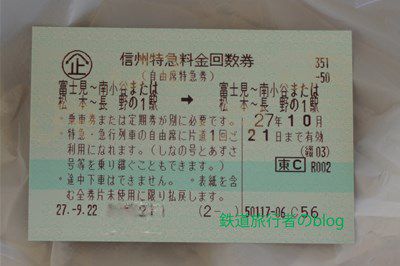 企 信州特急料金回数券 351
(自由席特急券) -50
富士見〜南小谷または 富士見〜南小谷または
松本〜長野の1駅 → 松本〜長野の1駅
・乗車券または定期券が別に必要です。 27年10月
・特急・急行列車の自由席に片道1回ご 21日まで有効
利用になれます。(しなの号とあずさ (綴03)
号等を乗り継ぐこともできます。) 東C R002
・途中下車はできません。・表紙を含
む全券片未使用に限り払戻します。
27.-9.22 (2-) 50117-06 C56
鉄道旅行者のblog